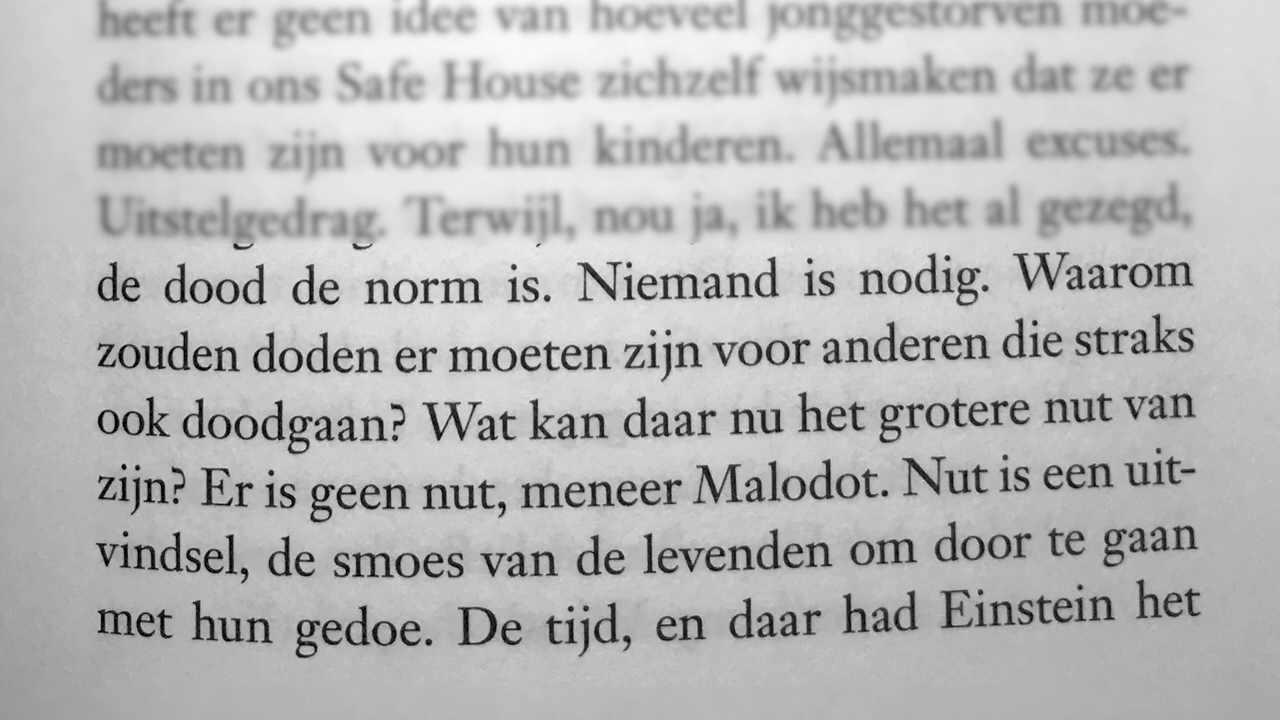 heeft er geen idee van hoeveel jonggestorven moe-
ders in ons Safe House zichzelf wijsmaken dat ze er
moeten zijn voor hun kinderen. Allemaal excuses.
Uitstelgedrag. Terwijl, nou ja, ik heb het al gezegd,
de dood de norm is. Niemand is nodig. Waarom
zouden doden er moeten zijn voor anderen die straks
ook doodgaan? Wat kan daar nu het grotere nut van
zijn? Er is geen nut, meneer Malodot. Nut is een uit-
vindsel, de smoes van de levenden om door te gaan
met hun gedoe. De tijd, en daar had Einstein het